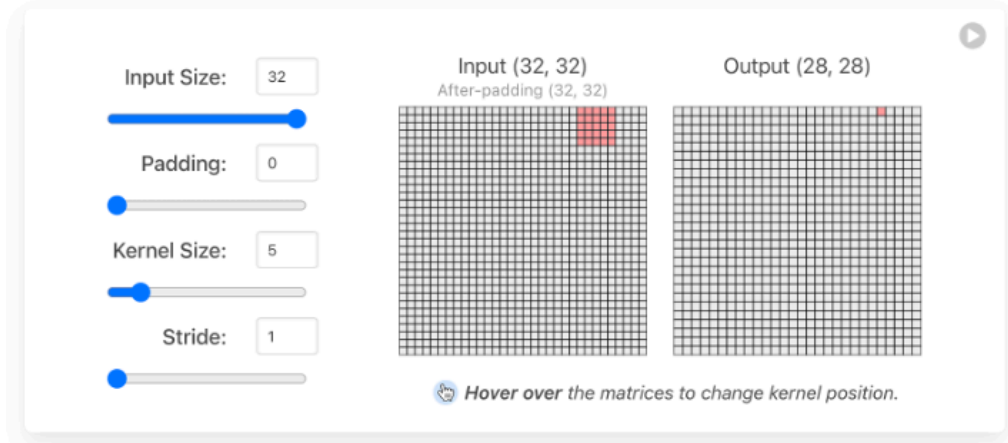 Input Size:
32
Padding:
0
Kernel Size:
5
Stride:
1
Input (32, 32)
After-padding (32, 32)
Output (28, 28)
Hover over the matrices to change kernel position.